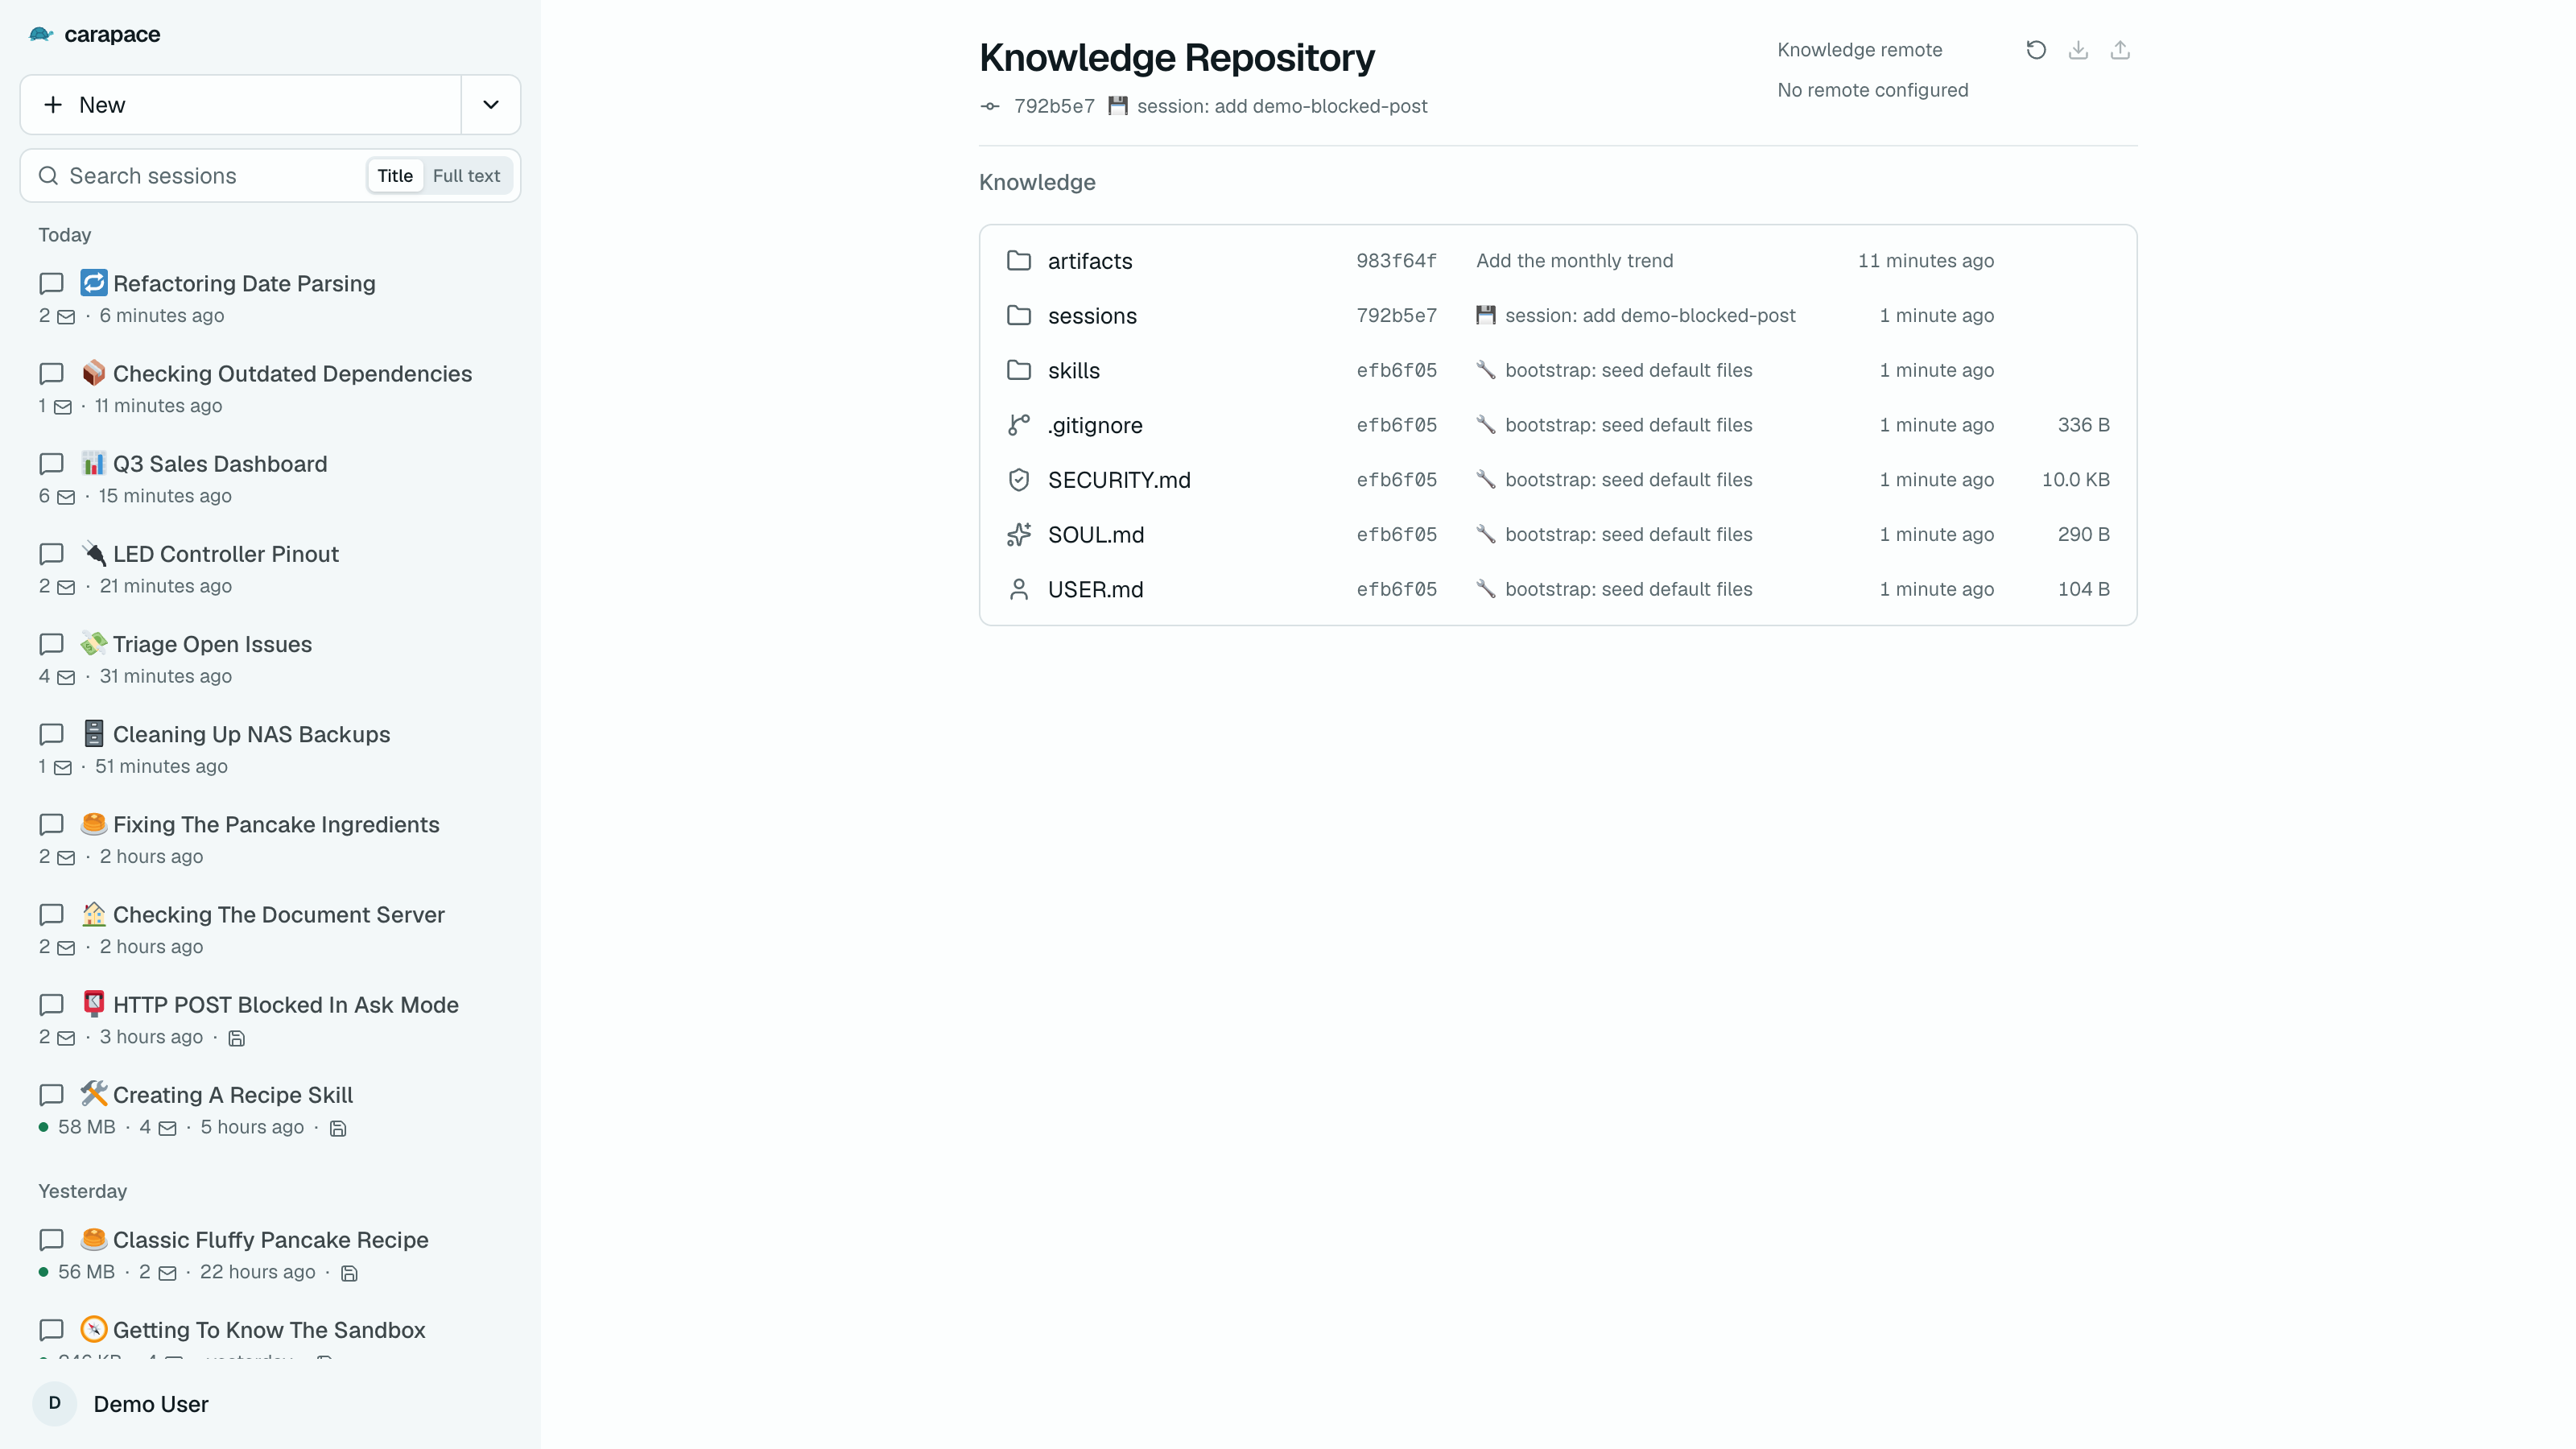 carapace
New
Search sessions Title Full text
Today
Refactoring Date Parsing
2 · 6 minutes ago
Checking Outdated Dependencies
1 · 11 minutes ago
Q3 Sales Dashboard
6 · 15 minutes ago
LED Controller Pinout
2 · 21 minutes ago
Triage Open Issues
4 · 31 minutes ago
Cleaning Up NAS Backups
1 · 51 minutes ago
Fixing The Pancake Ingredients
2 · 2 hours ago
Checking The Document Server
2 · 2 hours ago
HTTP POST Blocked In Ask Mode
2 · 3 hours ago ·
Creating A Recipe Skill
58 MB · 4 · 5 hours ago ·
Yesterday
Classic Fluffy Pancake Recipe
56 MB · 2 · 22 hours ago ·
Getting To Know The Sandbox
D Demo User
Knowledge Repository
792b5e7 💾 session: add demo-blocked-post
Knowledge remote
No remote configured
Knowledge
artifacts 983f64f Add the monthly trend 11 minutes ago
sessions 792b5e7 💾 session: add demo-blocked-post 1 minute ago
skills efb6f05 🔧 bootstrap: seed default files 1 minute ago
.gitignore efb6f05 🔧 bootstrap: seed default files 1 minute ago 336 B
SECURITY.md efb6f05 🔧 bootstrap: seed default files 1 minute ago 10.0 KB
SOUL.md efb6f05 🔧 bootstrap: seed default files 1 minute ago 290 B
USER.md efb6f05 🔧 bootstrap: seed default files 1 minute ago 104 B